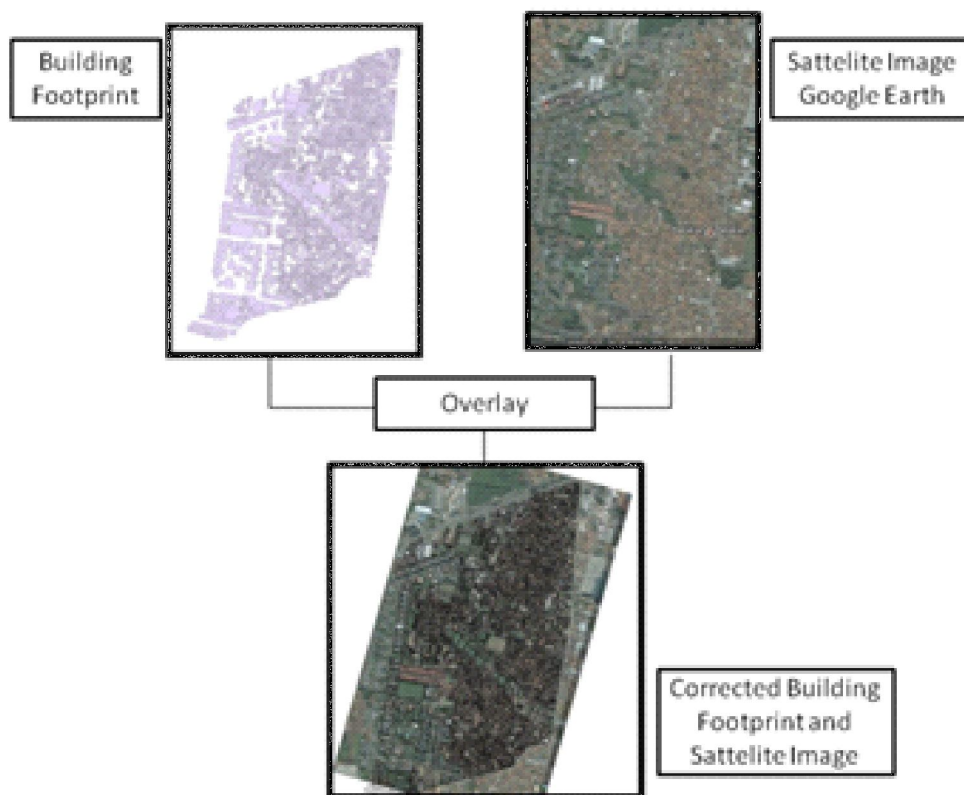 Building
Footprint
Sattelite Image
Google Earth
Overlay
Corrected Building
Footprint and
Sattelite Image